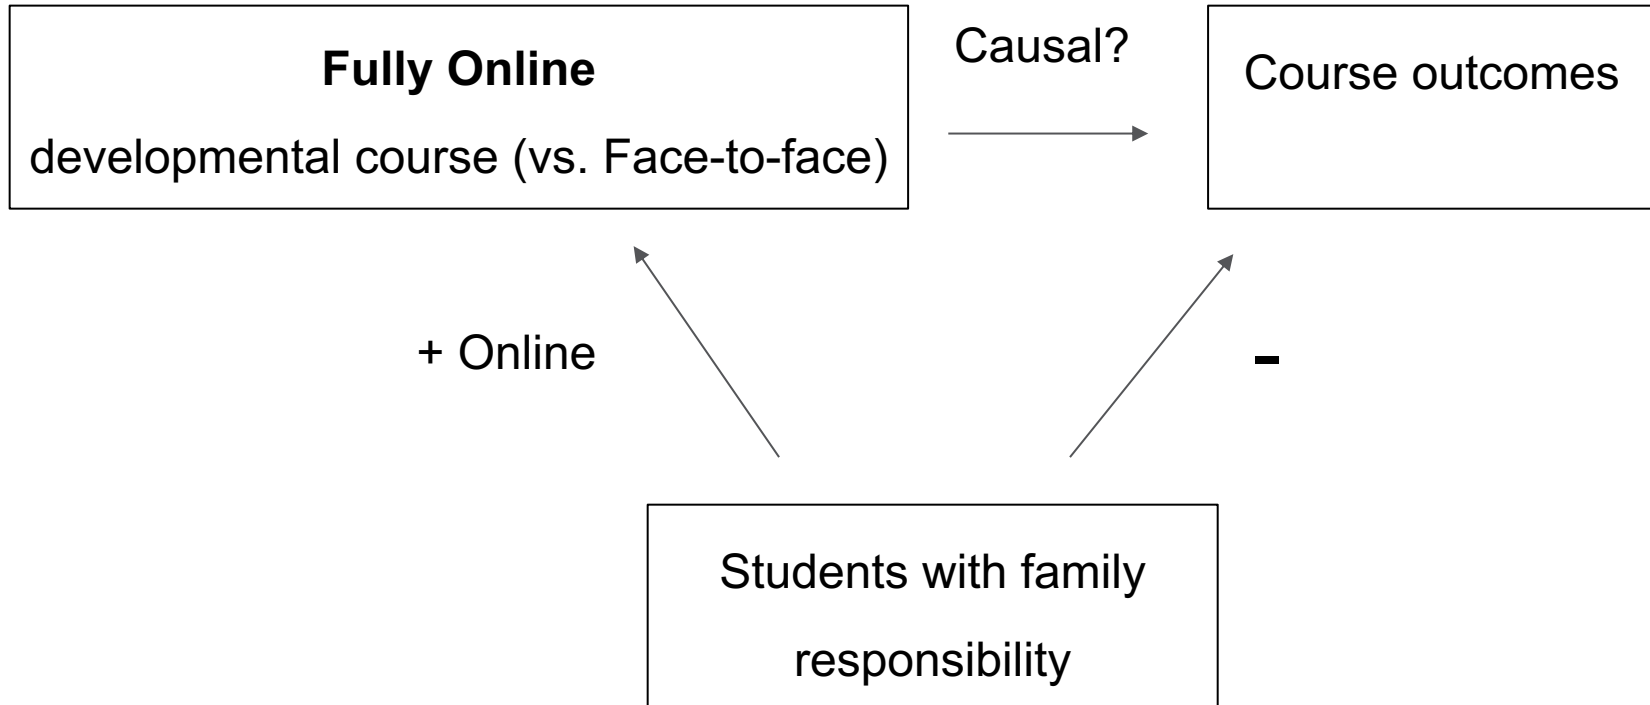 Fully Online
developmental course (vs. Face-to-face)
Causal?
Course outcomes
+ Online
-
Students with family
responsibility